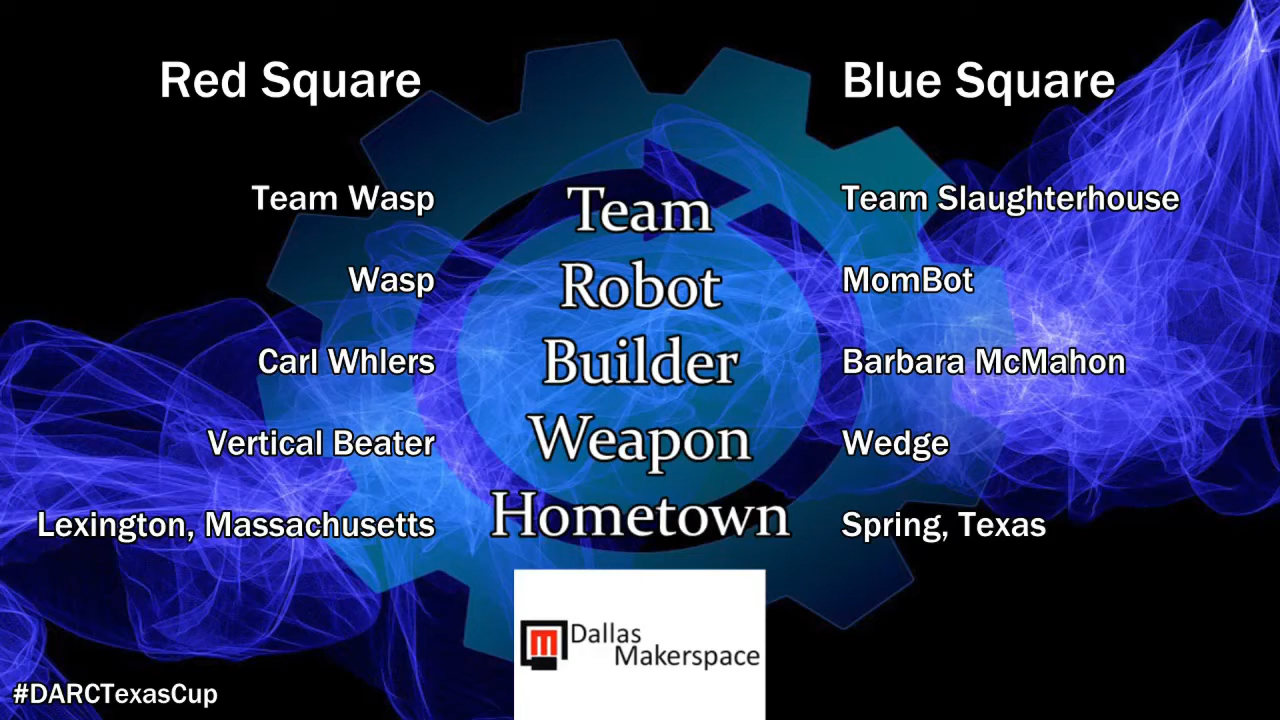 Red Square
Blue Square
Team Wasp
Team
Team Slaughterhouse
Wasp
Robot
MomBot
Carl Whlers
Builder
Barbara McMahon
Vertical Beater
Weapon
Wedge
Lexington, Massachusetts
Hometown
Spring, Texas
Dallas
Makerspace
#DARCTexasCup